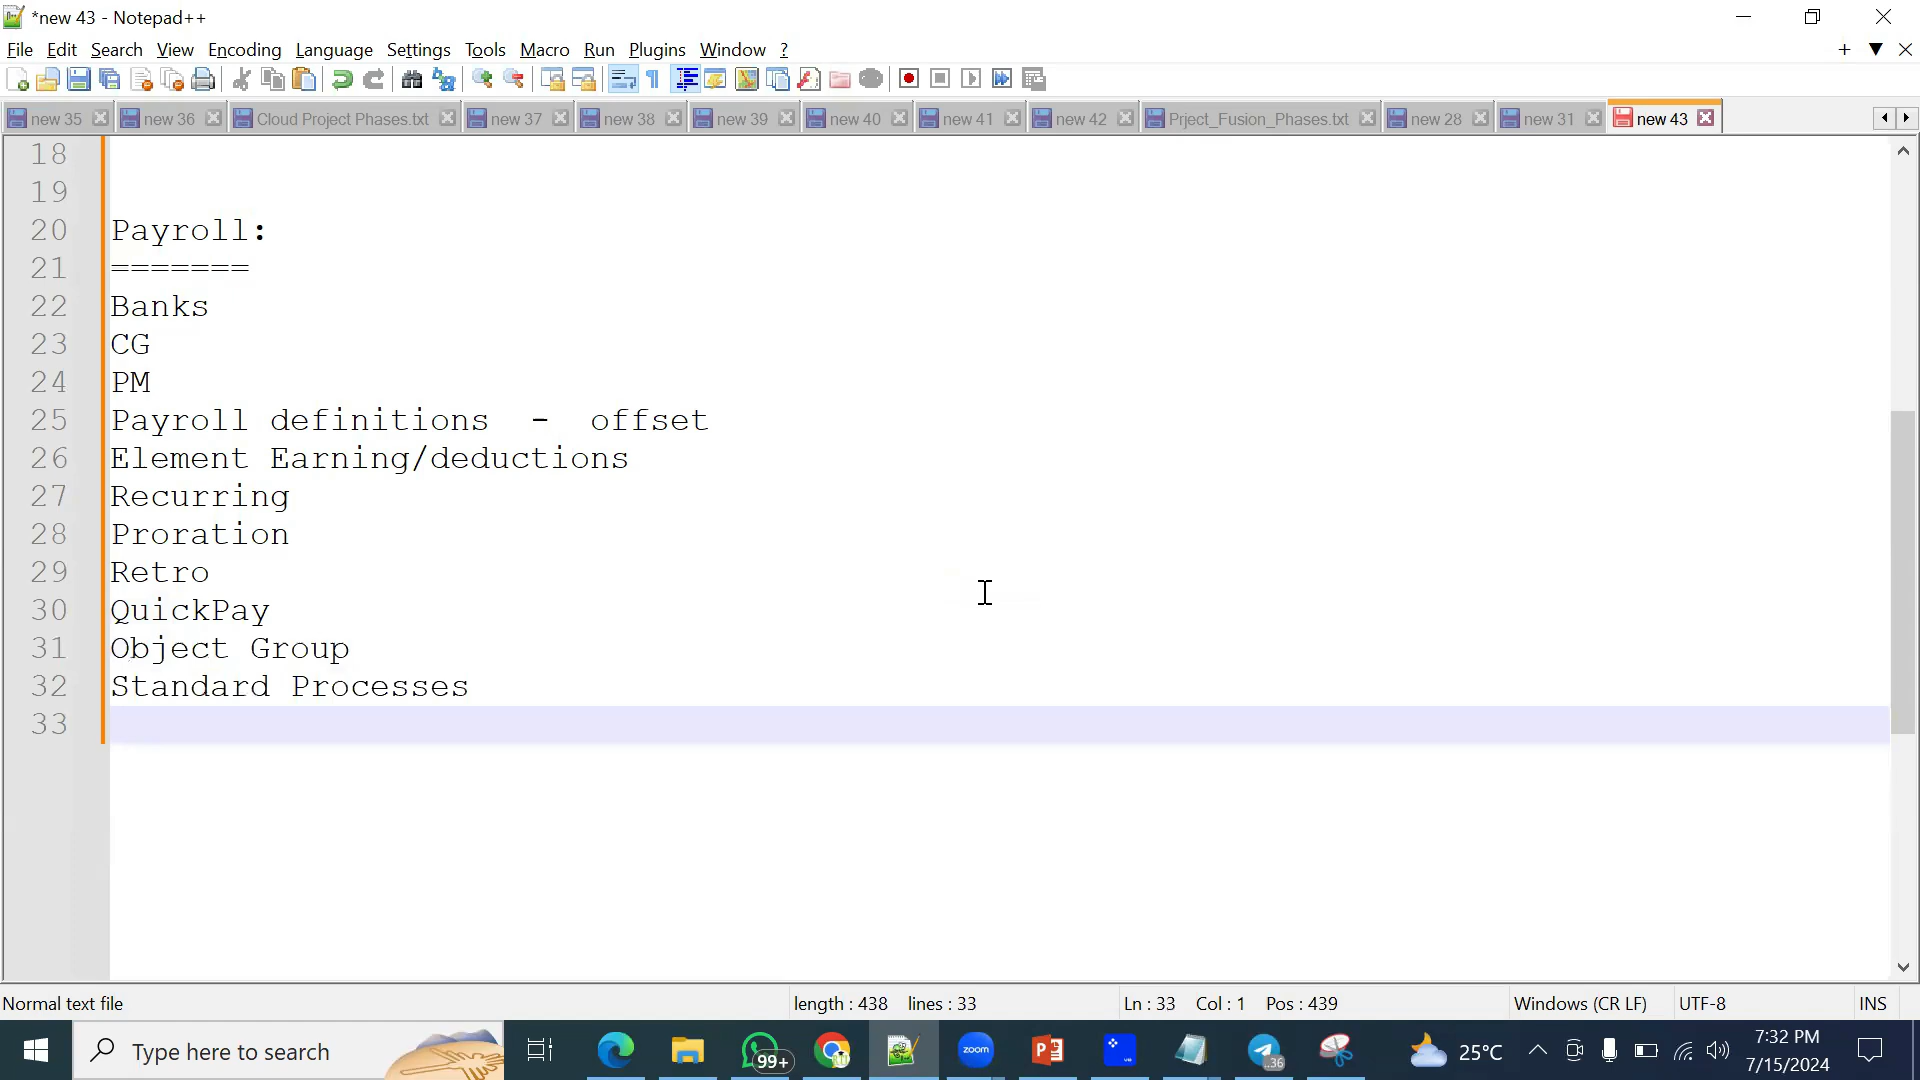 *new 43 - Notepad++
File Edit Search View Encoding Language Settings Tools Macro Run Plugins Window ?
new 35 new 36 Cloud Project Phases.txt new 37 new 38 new 39 new 40 new 41 new 42 Prject_Fusion_Phases.txt new 28 new 31 new 43
18
19
20 Payroll:
21 =======
22 Banks
23 CG
24 PM
25 Payroll definitions - offset
26 Element Earning/deductions
27 Recurring
28 Proration
29 Retro
30 QuickPay
31 Object Group
32 Standard Processes
33
Normal text file length : 438 lines : 33 Ln : 33 Col : 1 Pos : 439 Windows (CR LF) UTF-8 INS
Type here to search 99+ zoom 36 25°C 7:32 PM
7/15/2024